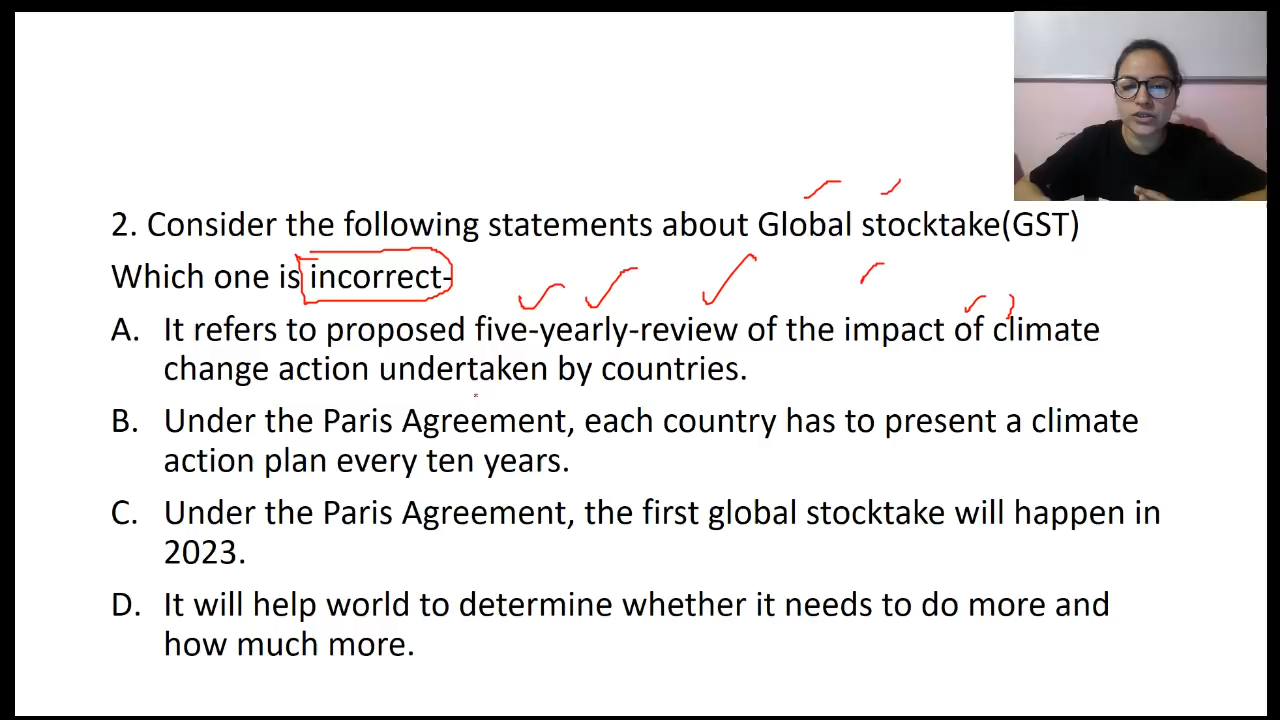 2. Consider the following statements about Global stocktake(GST)
Which one is incorrect-
A. It refers to proposed five-yearly-review of the impact of climate
change action undertaken by countries.
B. Under the Paris Agreement, each country has to present a climate
action plan every ten years.
C. Under the Paris Agreement, the first global stocktake will happen in
2023.
D. It will help world to determine whether it needs to do more and
how much more.